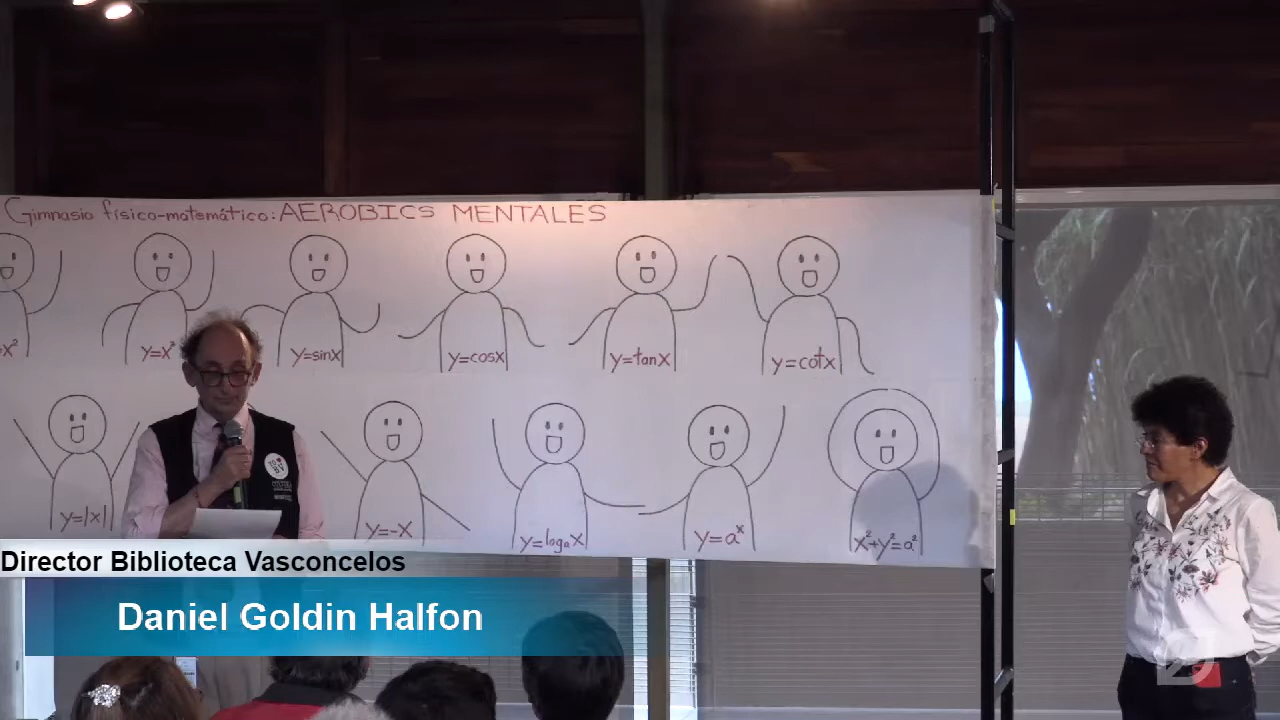 Gimnasio físico-matemático: AEROBICS MENTALES
x²
y=x³
y=sinx
y=cosx
y=tanx
y=cotx
y=|x|
y=-x
y=logₐx
y=aˣ
x²+y²=a²
Director Biblioteca Vasconcelos
Daniel Goldin Halfon